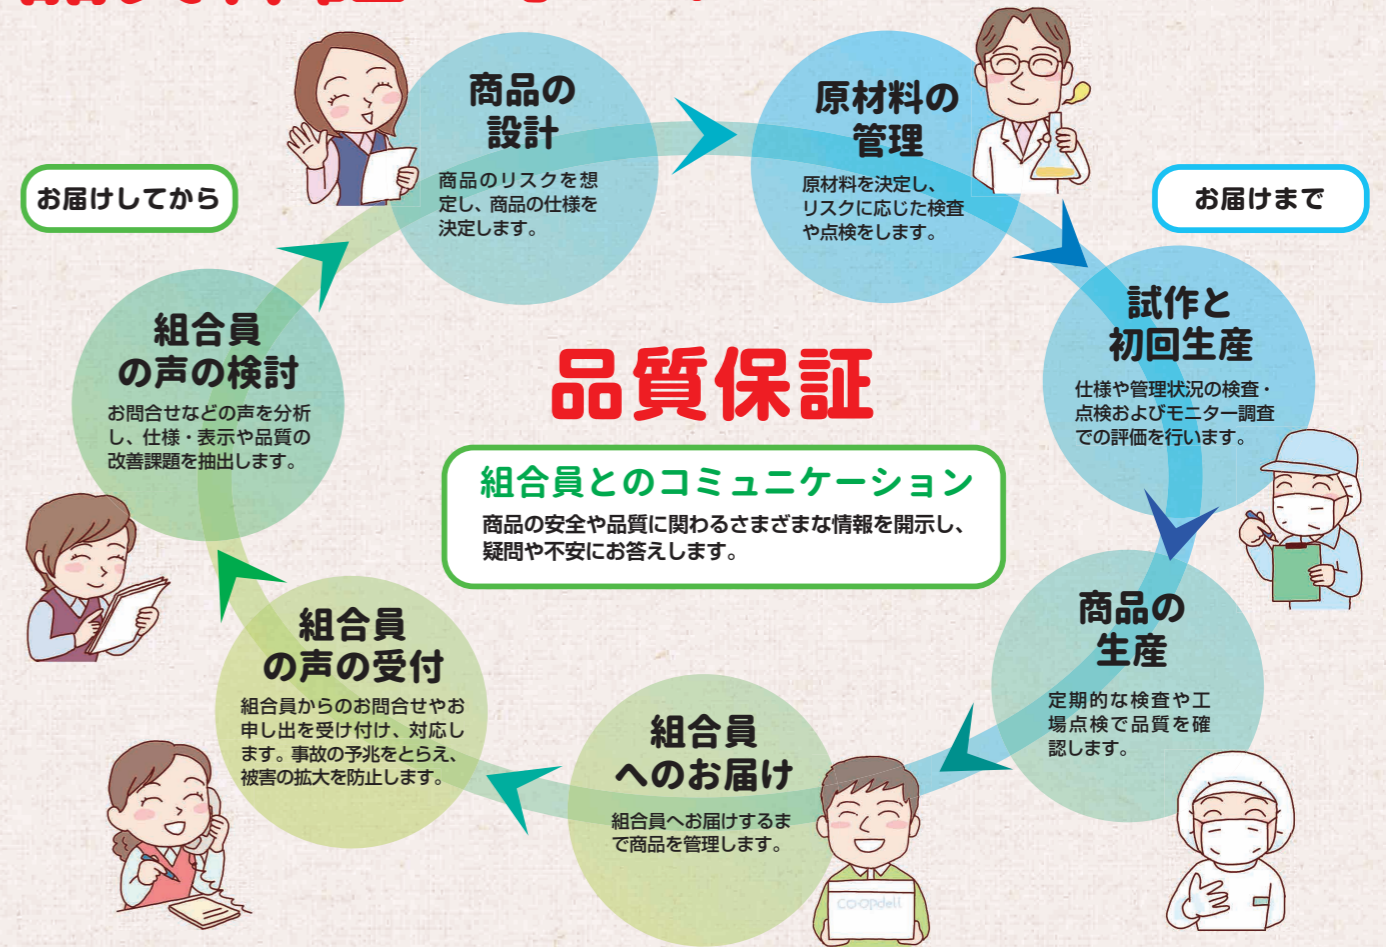 商品の
設計
商品のリスクを想
定し、商品の仕様を
決定します。
原材料の
管理
原材料を決定し、
リスクに応じた検査
や点検をします。
お届けしてから
お届けまで
試作と
初回生産
仕様や管理状況の検査・
点検およびモニター調査
での評価を行います。
組合員
の声の検討
お問合せなどの声を分析
し、仕様・表示や品質の
改善課題を抽出します。
品質保証
組合員とのコミュニケーション
商品の安全や品質に関わるさまざまな情報を開示し、
疑問や不安にお答えします。
商品の
生産
定期的な検査や工
場点検で品質を確
認します。
組合員
の声の受付
組合員からのお問合せやお
申し出を受け付け、対応し
ます。事故の予兆をとらえ、
被害の拡大を防止します。
組合員
へのお届け
組合員へお届けするま
で商品を管理します。
CO·OPdeli